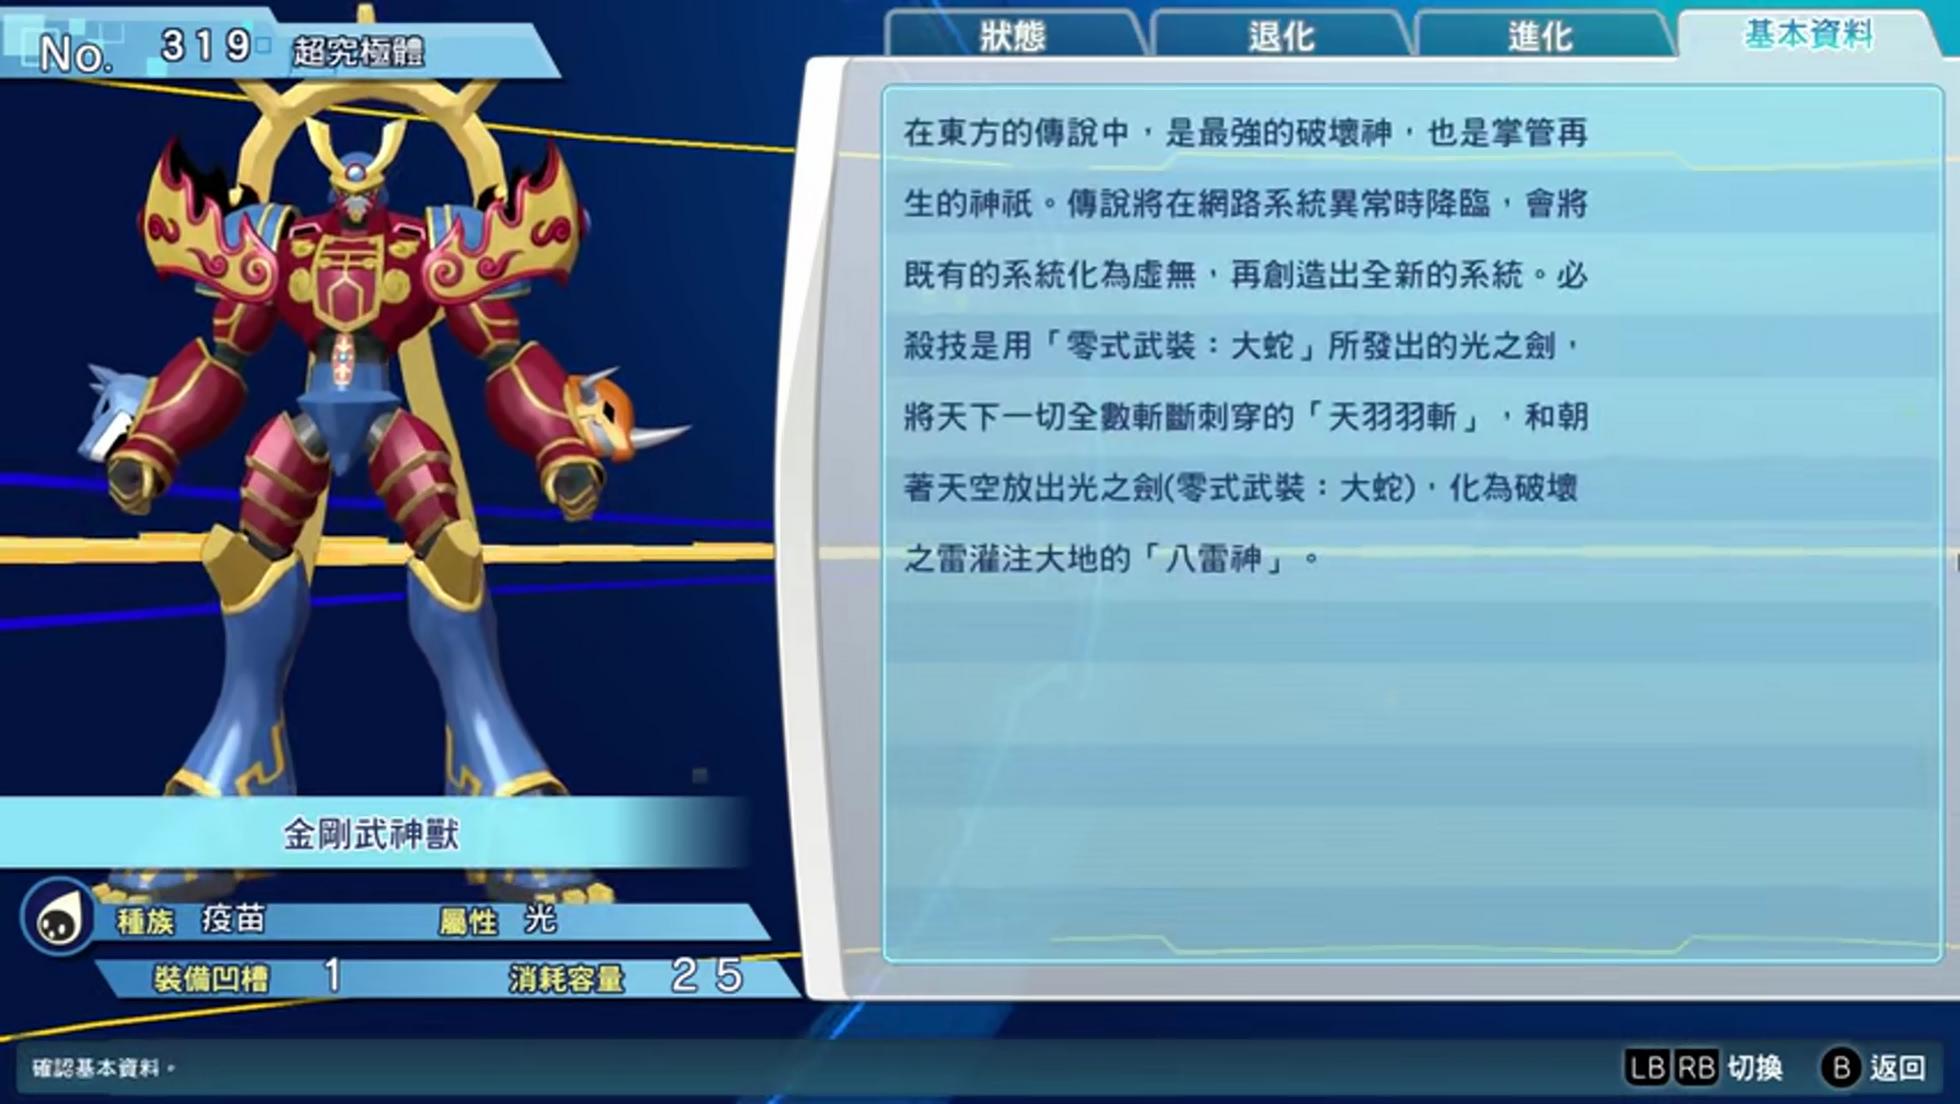 No. 319 超究極體
狀態
退化
進化
基本資料
在東方的傳說中，是最強的破壞神，也是掌管再
生的神祇。傳說將在網路系統異常時降臨，會將
既有的系統化為虛無，再創造出全新的系統。必
殺技是用「零式武裝：大蛇」所發出的光之劍，
將天下一切全數斬斷刺穿的「天羽羽斬」，和朝
著天空放出光之劍(零式武裝：大蛇)，化為破壞
之雷灌注大地的「八雷神」。
金剛武神獸
種族 疫苗 屬性 光
裝備凹槽 1 消耗容量 25
確認基本資料。
LB RB 切換 B 返回